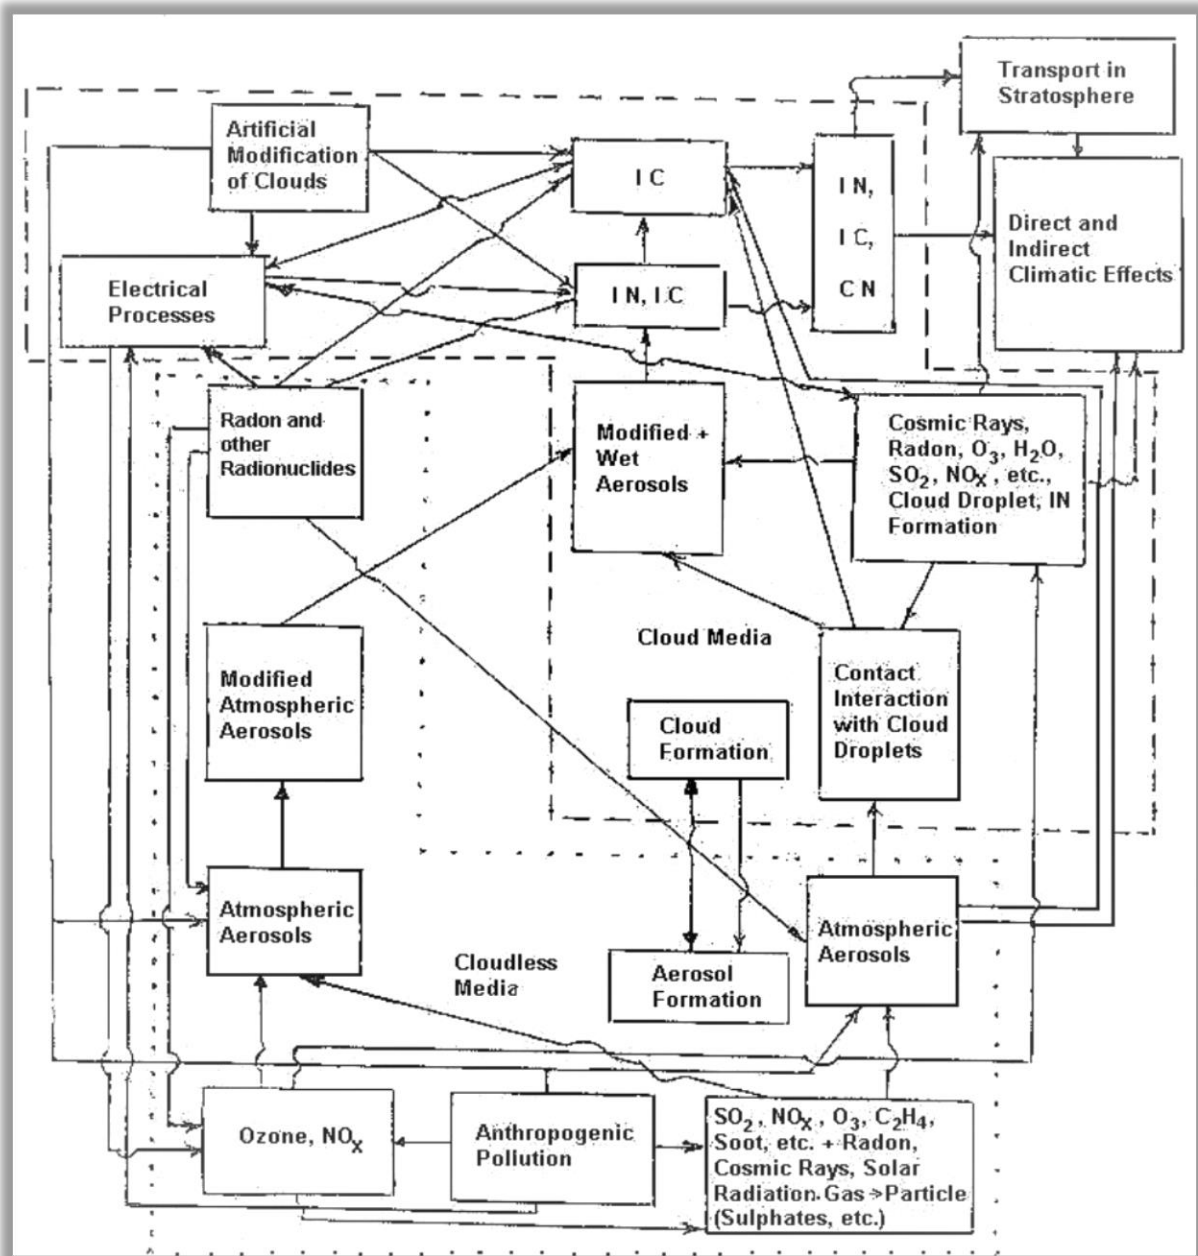 Transport in
Stratosphere
Artificial
Modification
of Clouds
I C
I N,
I C,
C N
Direct and
Indirect
Climatic Effects
Electrical
Processes
I N, I C
Radon and
other
Radionuclides
Modified +
Wet
Aerosols
Cosmic Rays,
Radon, O3, H2O,
SO2, NOX, etc.,
Cloud Droplet, IN
Formation
Cloud Media
Modified
Atmospheric
Aerosols
Contact
Interaction
with Cloud
Droplets
Cloud
Formation
Atmospheric
Aerosols
Cloudless
Media
Aerosol
Formation
Atmospheric
Aerosols
Ozone, NOX
Anthropogenic
Pollution
SO2, NOX, O3, C2H4,
Soot, etc. + Radon,
Cosmic Rays, Solar
Radiation-Gas→Particle
(Sulphates, etc.)